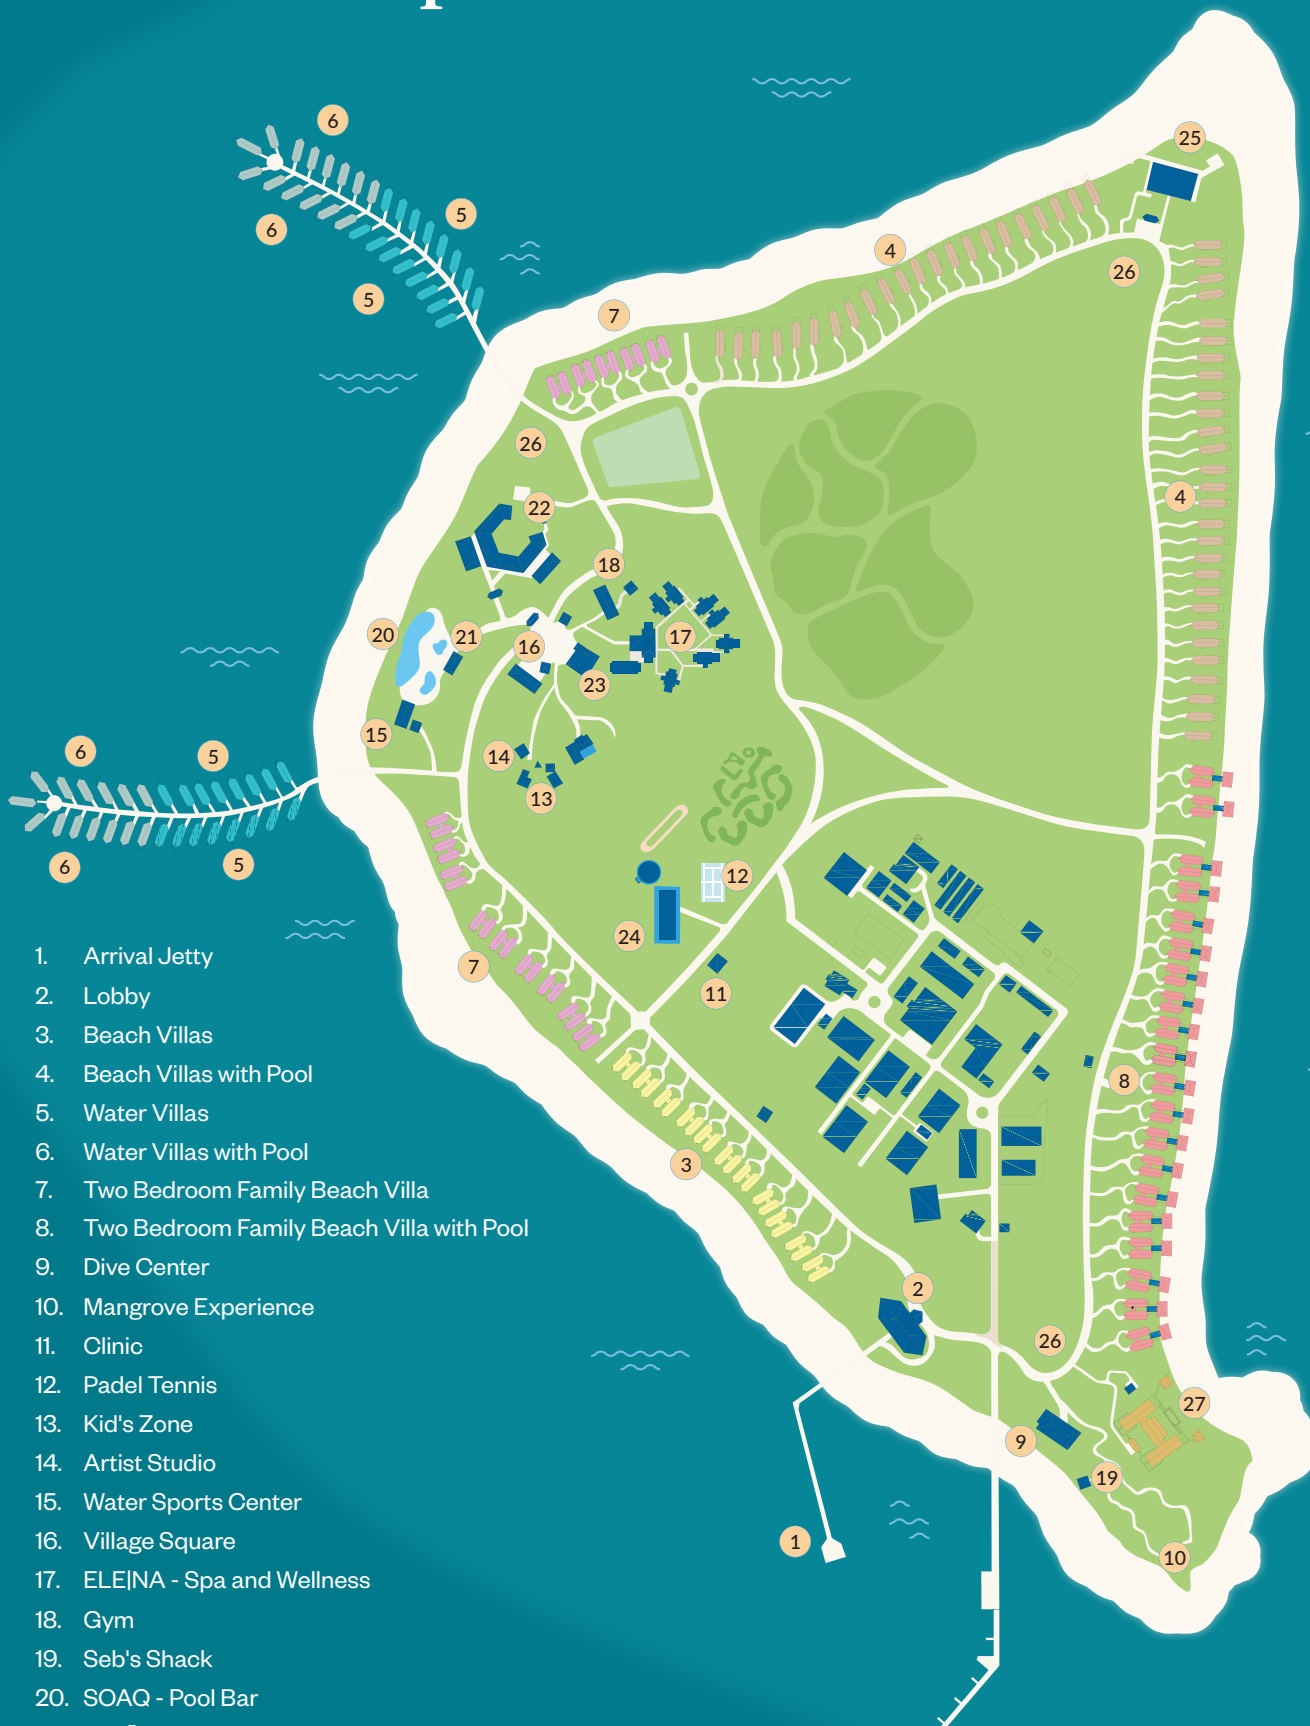 6
25
5
6
4
26
5
7
26
4
22
18
20
21
16
17
23
15
6
5
14
13
6
5
12
24
7
11
8
3
2
26
27
9
19
1
10
1. Arrival Jetty
2. Lobby
3. Beach Villas
4. Beach Villas with Pool
5. Water Villas
6. Water Villas with Pool
7. Two Bedroom Family Beach Villa
8. Two Bedroom Family Beach Villa with Pool
9. Dive Center
10. Mangrove Experience
11. Clinic
12. Padel Tennis
13. Kid's Zone
14. Artist Studio
15. Water Sports Center
16. Village Square
17. ELE|NA - Spa and Wellness
18. Gym
19. Seb's Shack
20. SOAQ - Pool Bar